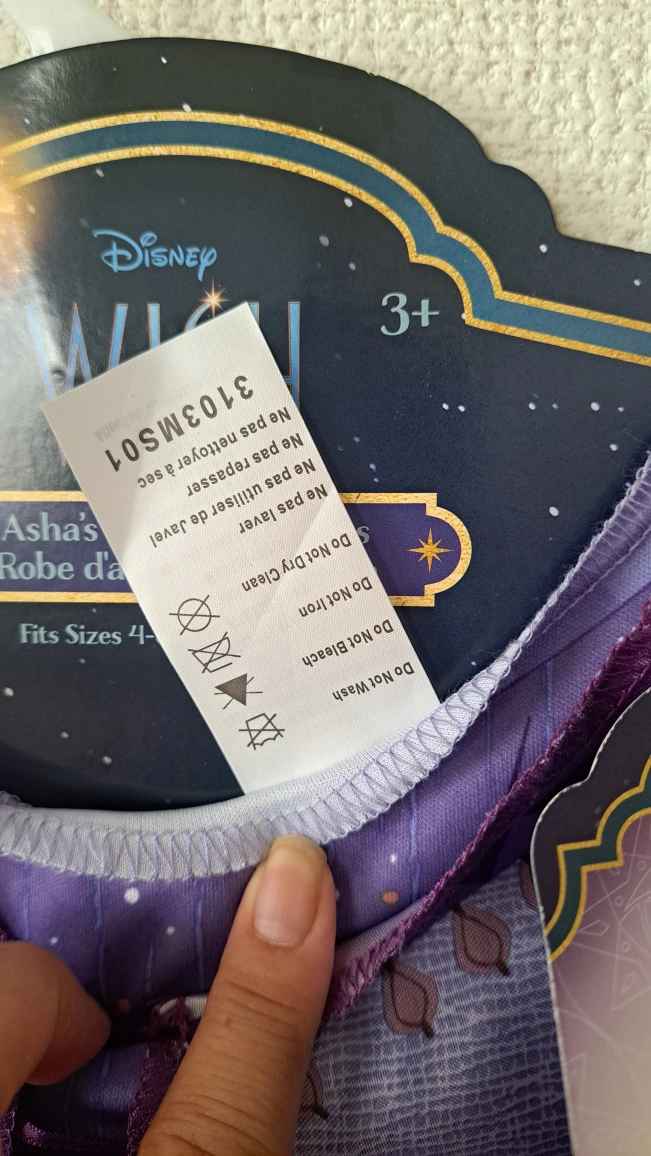 Disney
WISH
3+
Asha's
Robe d'a
s
Fits Sizes 4-
Do Not Wash
Do Not Bleach
Do Not Iron
Do Not Dry Clean
Ne pas laver
Ne pas utiliser de Javel
Ne pas repasser
Ne pas nettoyer à sec
3103MS01